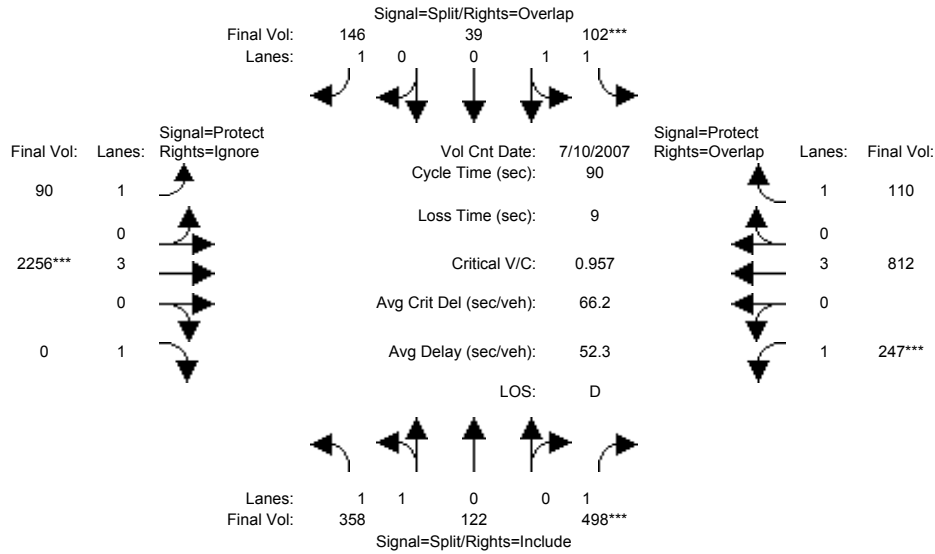 Signal=Split/Rights=Overlap
Final Vol: 146 39 102***
Lanes: 1 0 0 1 1
Signal=Protect Signal=Protect
Final Vol: Lanes: Rights=Ignore Vol Cnt Date: 7/10/2007 Rights=Overlap Lanes: Final Vol:
Cycle Time (sec): 90
90 1 1 110
Loss Time (sec): 9
0 0
2256*** 3 Critical V/C: 0.957 3 812
0 Avg Crit Del (sec/veh): 66.2 0
0 1 Avg Delay (sec/veh): 52.3 1 247***
LOS: D
Lanes: 1 1 0 0 1
Final Vol: 358 122 498***
Signal=Split/Rights=Include